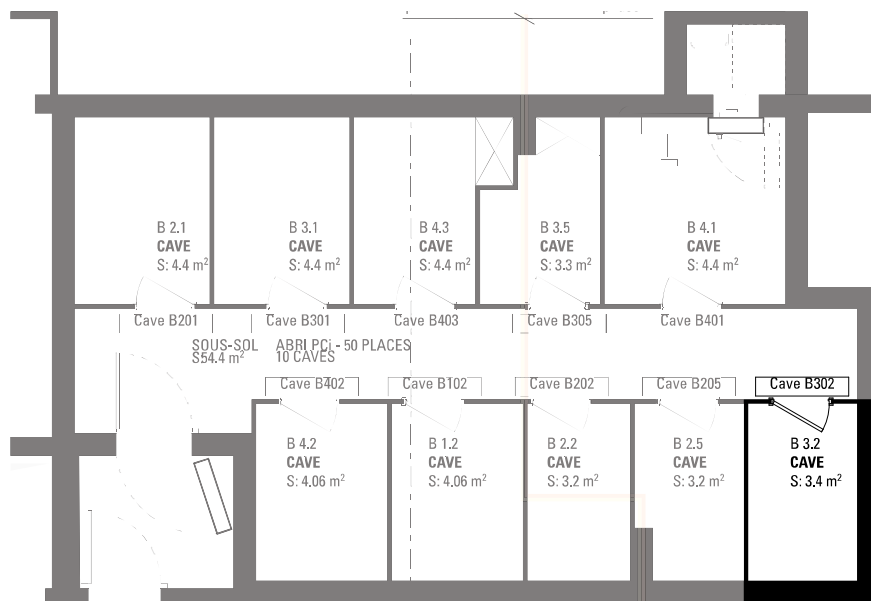 B 2.1
CAVE
S: 4.4 m²
B 3.1
CAVE
S: 4.4 m²
B 4.3
CAVE
S: 4.4 m²
B 3.5
CAVE
S: 3.3 m²
B 4.1
CAVE
S: 4.4 m²
Cave B201
Cave B301
Cave B403
Cave B305
Cave B401
SOUS-SOL
S54.4 m²
ABRI PCi - 50 PLACES
10 CAVES
Cave B402
Cave B102
Cave B202
Cave B205
Cave B302
B 4.2
CAVE
S: 4.06 m²
B 1.2
CAVE
S: 4.06 m²
B 2.2
CAVE
S: 3.2 m²
B 2.5
CAVE
S: 3.2 m²
B 3.2
CAVE
S: 3.4 m²